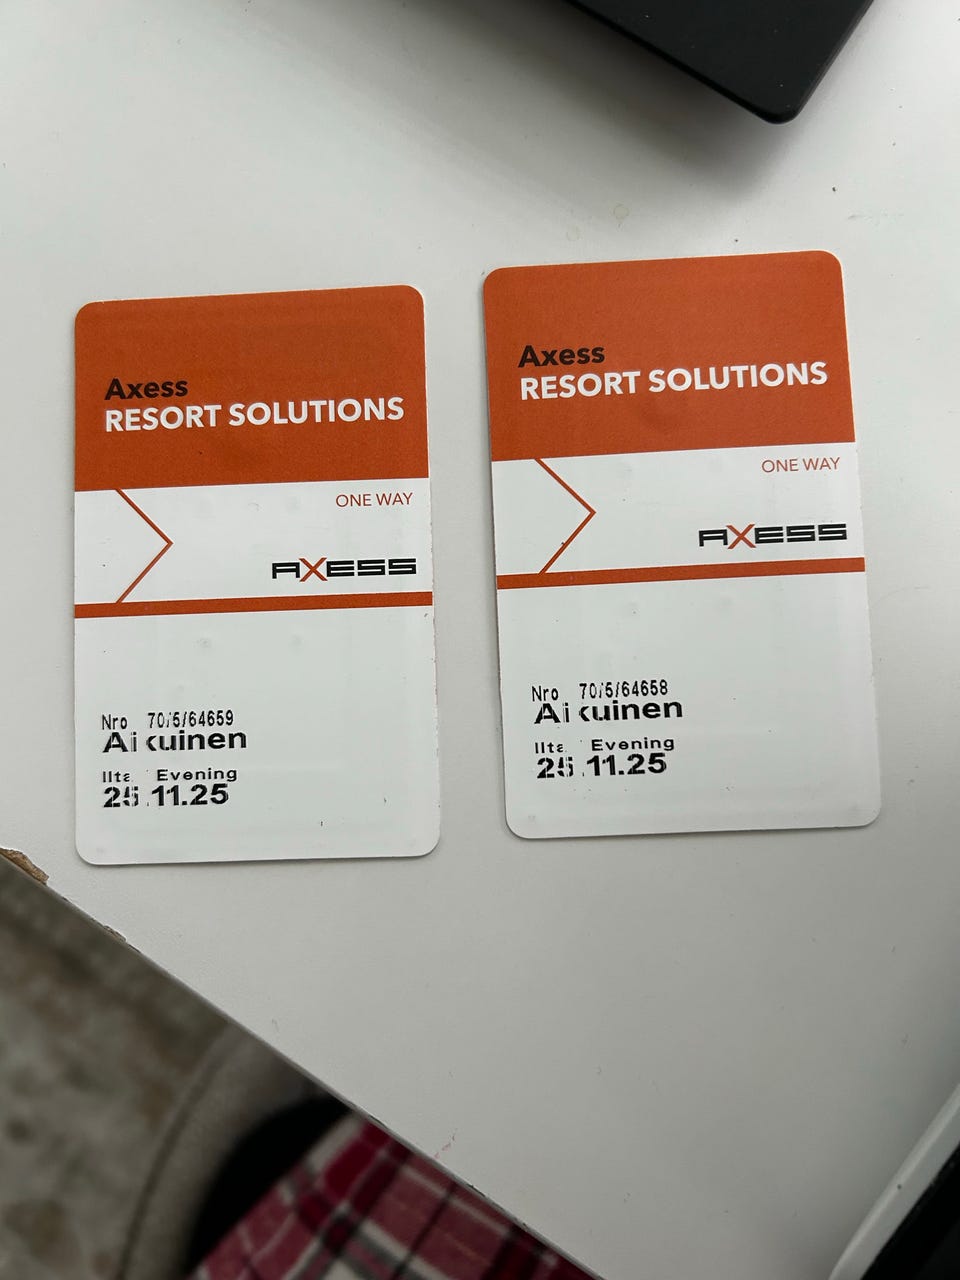 Axess
RESORT SOLUTIONS
ONE WAY
AXESS
Nro 70/5/64659
Aikuinen
Ilta Evening
25.11.25
Axess
RESORT SOLUTIONS
ONE WAY
AXESS
Nro 70/5/64658
Aikuinen
Ilta Evening
25.11.25